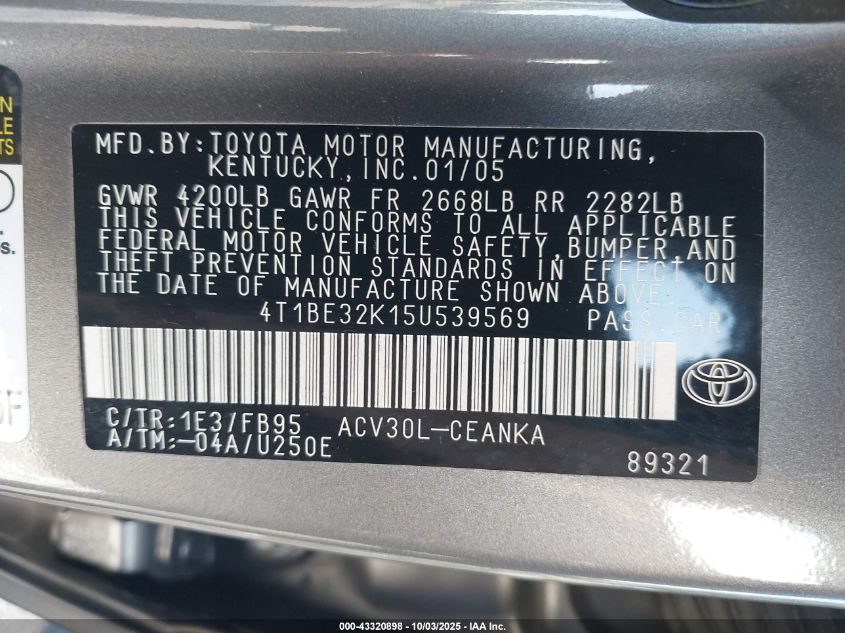 N
LE
TS
s.
5F
MFD.BY:TOYOTA MOTOR MANUFACTURING,
KENTUCKY,INC.01/05
GVWR 4200LB GAWR FR 2668LB RR 2282LB
THIS VEHICLE CONFORMS TO ALL APPLICABLE
FEDERAL MOTOR VEHICLE SAFETY,BUMPER,AND
THEFT PREVENTION STANDARDS IN EFFECT ON
THE DATE OF MANUFACTURE SHOWN ABOVE.
4T1BE32K15U539569 PASS.CAR
C/TR:1E3/FB95 ACV30L-CEANKA
A/TM:-04A/U250E
89321
000-43320898 - 10/03/2025 - IAA Inc.